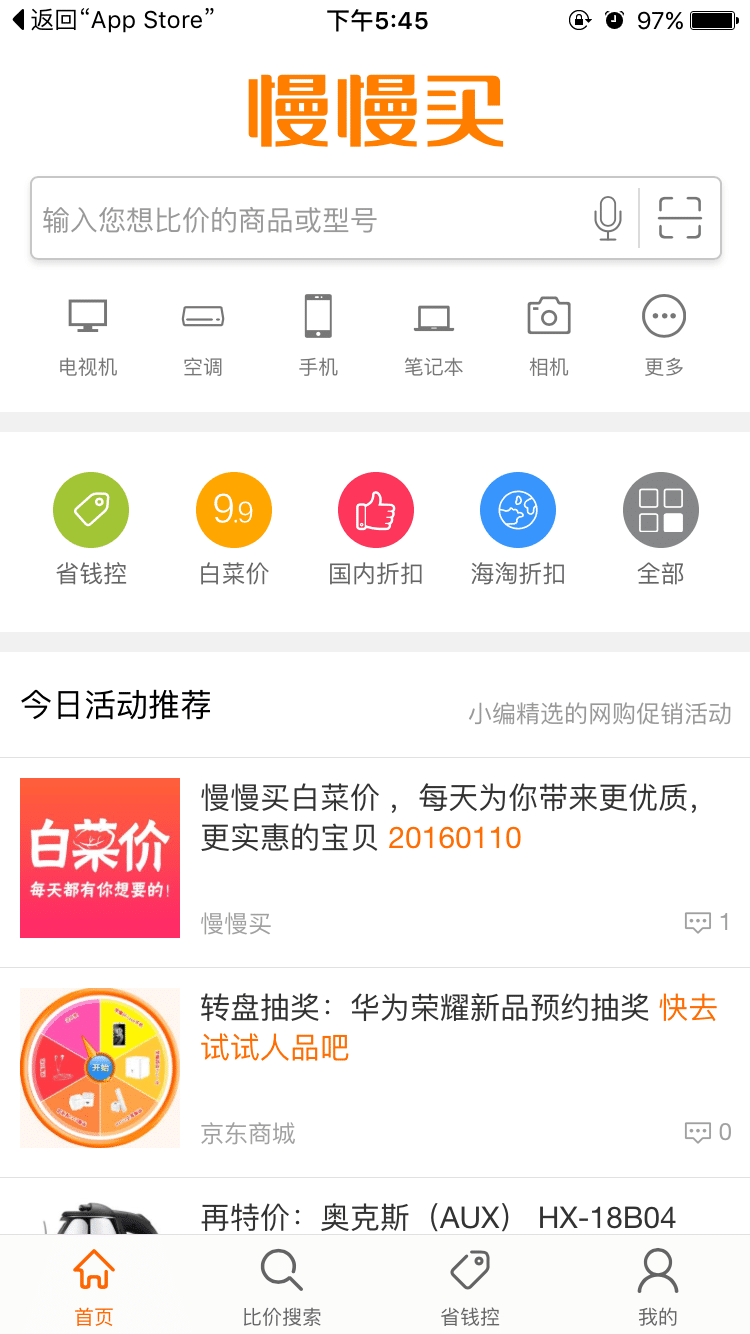 返回“App Store”
下午5:45
97%
慢慢买
输入您想比价的商品或型号
电视机
空调
手机
笔记本
相机
更多
9.9
省钱控
白菜价
国内折扣
海淘折扣
全部
今日活动推荐
小编精选的网购促销活动
白菜价
每天都有你想要的!
慢慢买白菜价 ，每天为你带来更优质，
更实惠的宝贝 20160110
慢慢买
1
开始
转盘抽奖：华为荣耀新品预约抽奖 快去
试试人品吧
京东商城
0
再特价：奥克斯（AUX） HX-18B04
首页
比价搜索
省钱控
我的